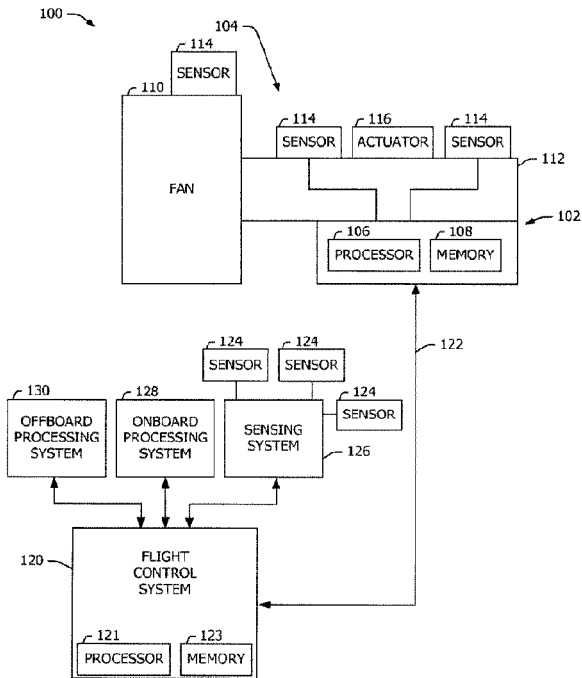 100
114
SENSOR
104
110
FAN
114
SENSOR
116
ACTUATOR
114
SENSOR
112
102
106
PROCESSOR
108
MEMORY
122
124
SENSOR
124
SENSOR
124
SENSOR
130
OFFBOARD
PROCESSING
SYSTEM
128
ONBOARD
PROCESSING
SYSTEM
SENSING
SYSTEM
126
120
FLIGHT
CONTROL
SYSTEM
121
PROCESSOR
123
MEMORY